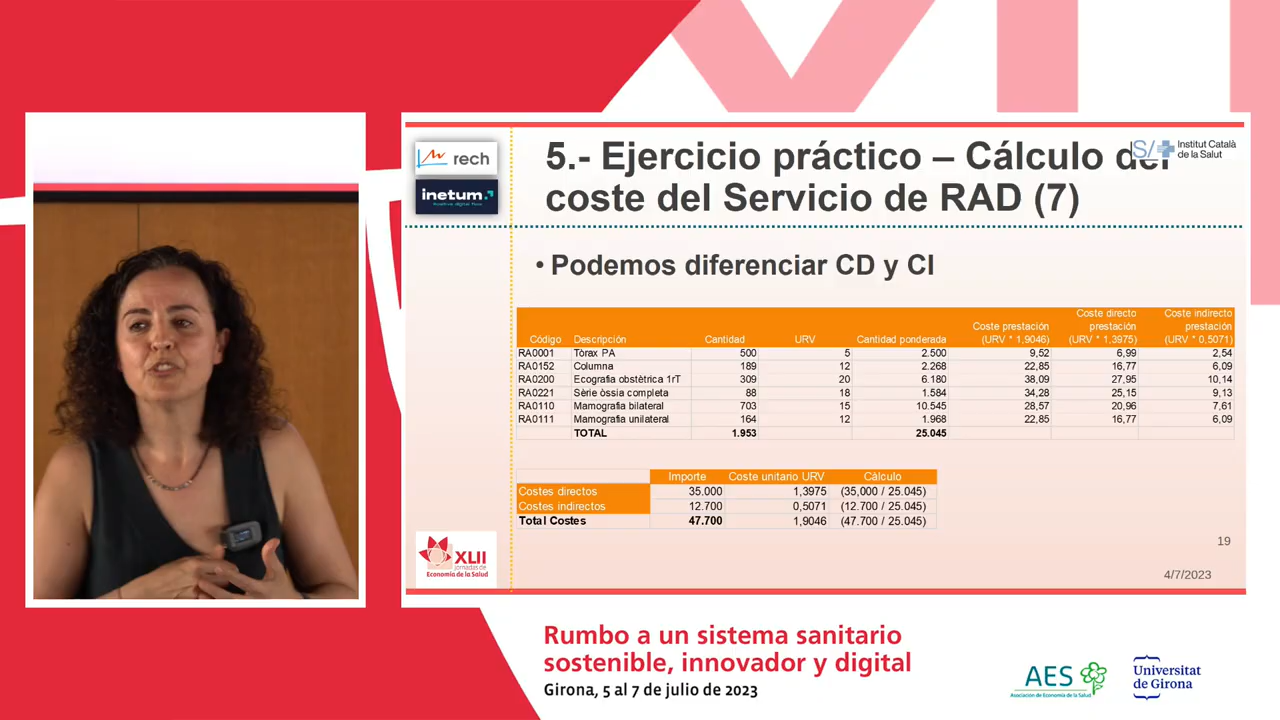 rech
inetum
5.- Ejercicio práctico – Cálculo del
coste del Servicio de RAD (7)
Institut Català
de la Salut
• Podemos diferenciar CD y CI
Código Descripción Cantidad URV Cantidad ponderada Coste prestación (URV * 1,9046) Coste directo prestación (URV * 1,3975) Coste indirecto prestación (URV * 0,5071)
RA0001 Tòrax PA 500 5 2.500 9,52 6,99 2,54
RA0152 Columna 189 12 2.268 22,85 16,77 6,09
RA0200 Ecografia obstètrica 1rT 309 20 6.180 38,09 27,95 10,14
RA0221 Sèrie òssia completa 88 18 1.584 34,28 25,15 9,13
RA0110 Mamografia bilateral 703 15 10.545 28,57 20,96 7,61
RA0111 Mamografia unilateral 164 12 1.968 22,85 16,77 6,09
TOTAL 1.953 25.045
Importe Coste unitario URV Càlculo
Costes directos 35.000 1,3975 (35,000 / 25.045)
Costes indirectos 12.700 0,5071 (12.700 / 25.045)
Total Costes 47.700 1,9046 (47.700 / 25.045)
19
4/7/2023
XLII
jornadas de
Economía de la Salud
Rumbo a un sistema sanitario
sostenible, innovador y digital
Girona, 5 al 7 de julio de 2023
AES
Asociación de Economía de la Salud
Universitat
de Girona